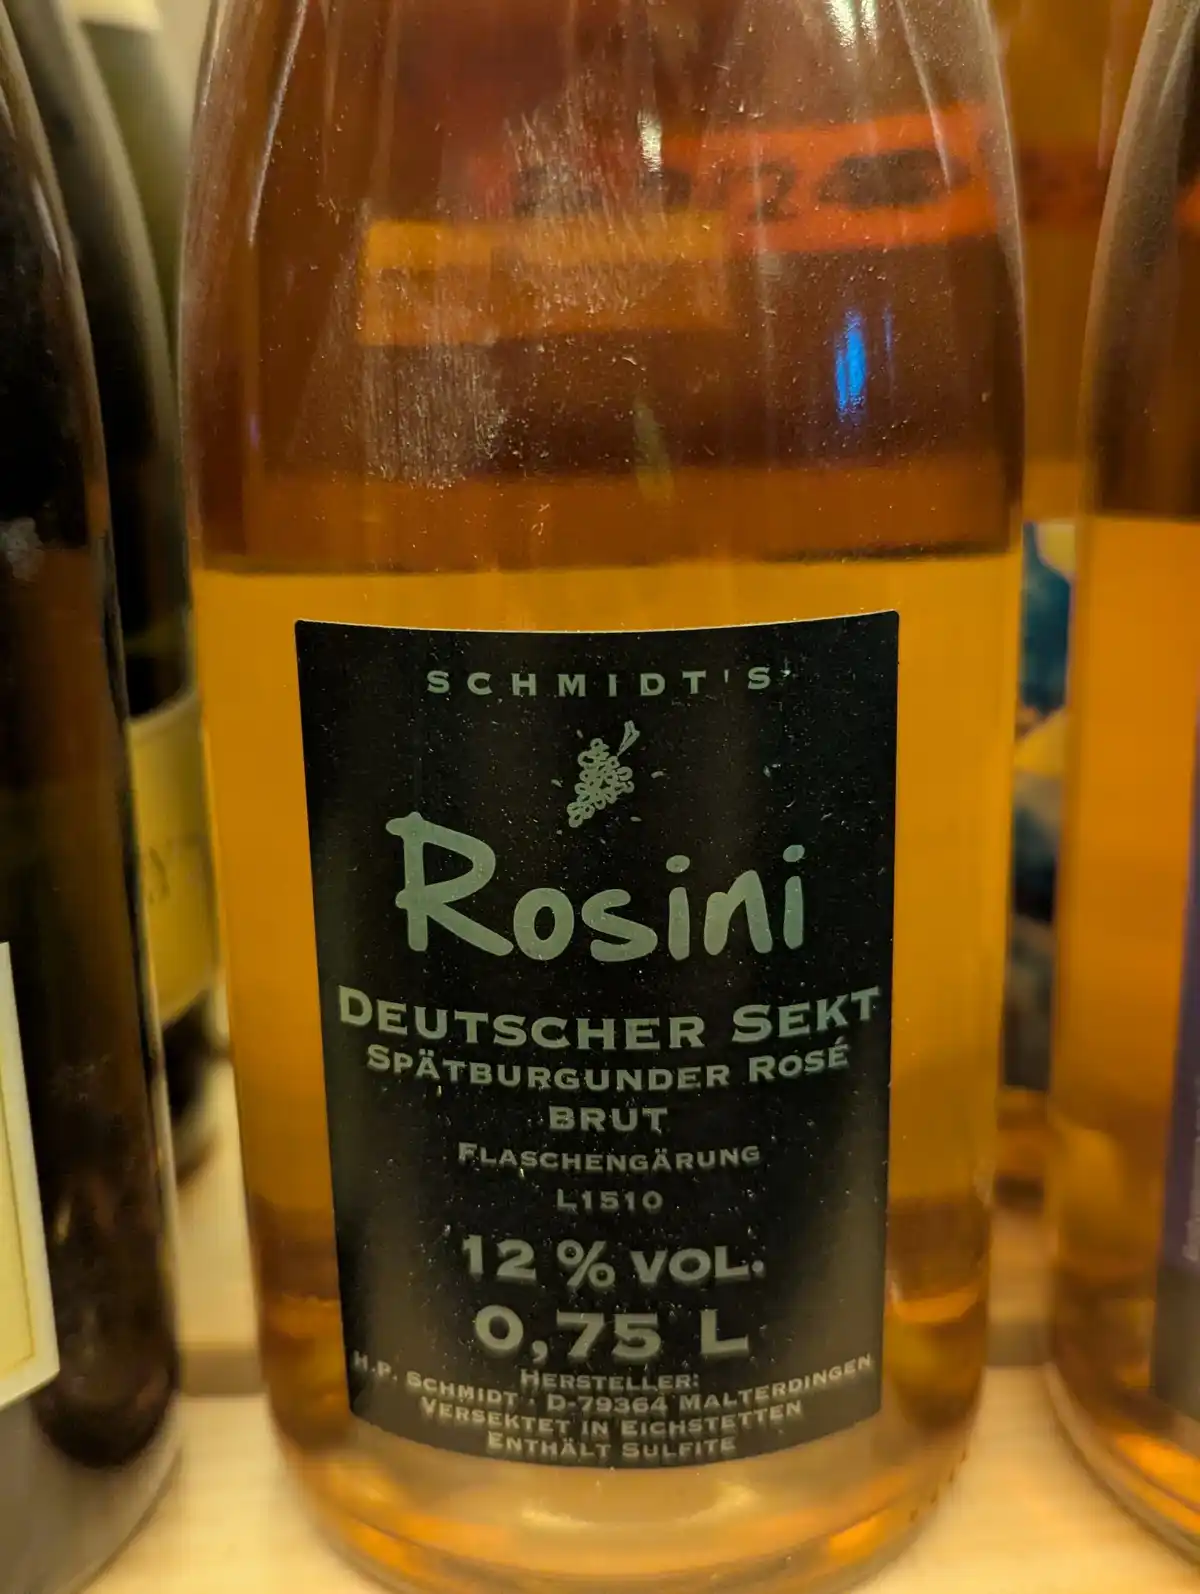 SCHMIDT'S
Rosini
DEUTSCHER SEKT
SPÄTBURGUNDER ROSÉ
BRUT
FLASCHENGÄRUNG
L1510
12 % VOL.
0,75 L
HERSTELLER:
H.P. SCHMIDT · D-79364 MALTERDINGEN
VERSEKTET IN EICHSTETTEN
ENTHÄLT SULFITE